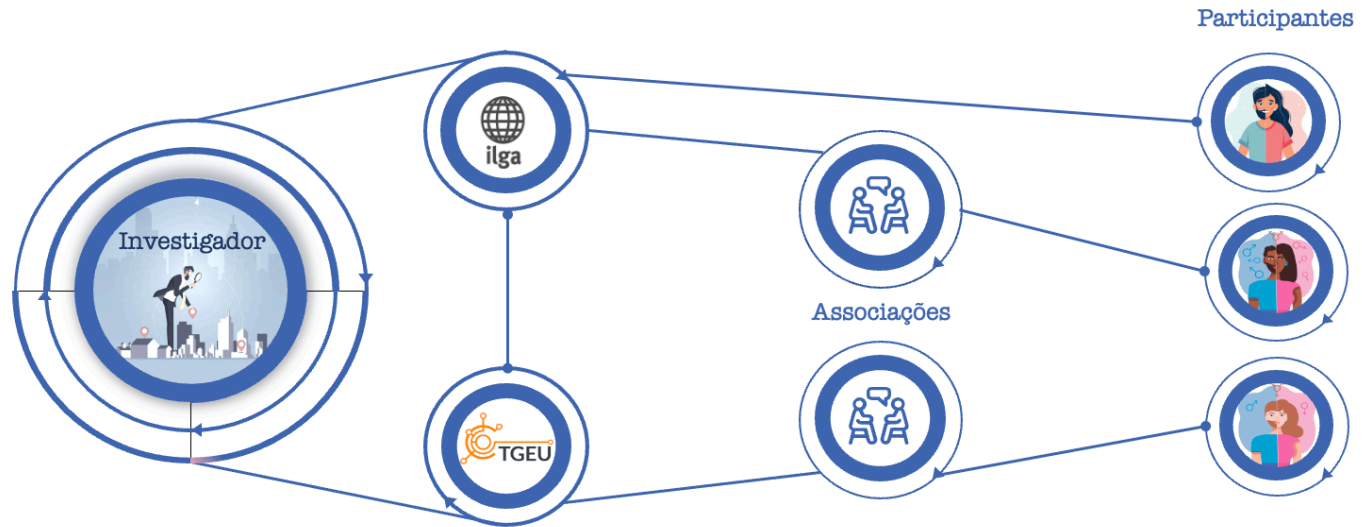 Participantes
ilga
Investigador
Associações
TGEU